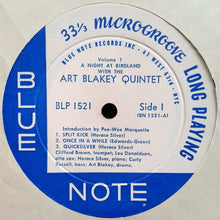 33⅓ MICROGROOVE LONG PLAYING
BLUE NOTE RECORDS INC • 47 WEST 63rd • NYC
Volume 1
A NIGHT AT BIRDLAND
WITH THE
ART BLAKEY QUINTET
BLP 1521
Side 1
(BN 1521-A)
Introduction by Pee-Wee Marquette
1. SPLIT KICK (Horace Silver)
2. ONCE IN A WHILE (Edwards-Green)
3. QUICKSILVER (Horace Silver)
Clifford Brown, trumpet; Lou Donaldson,
alto sax; Horace Silver, piano; Curly
Russell, bass; Art Blakey, drums.
BLUE
NOTE